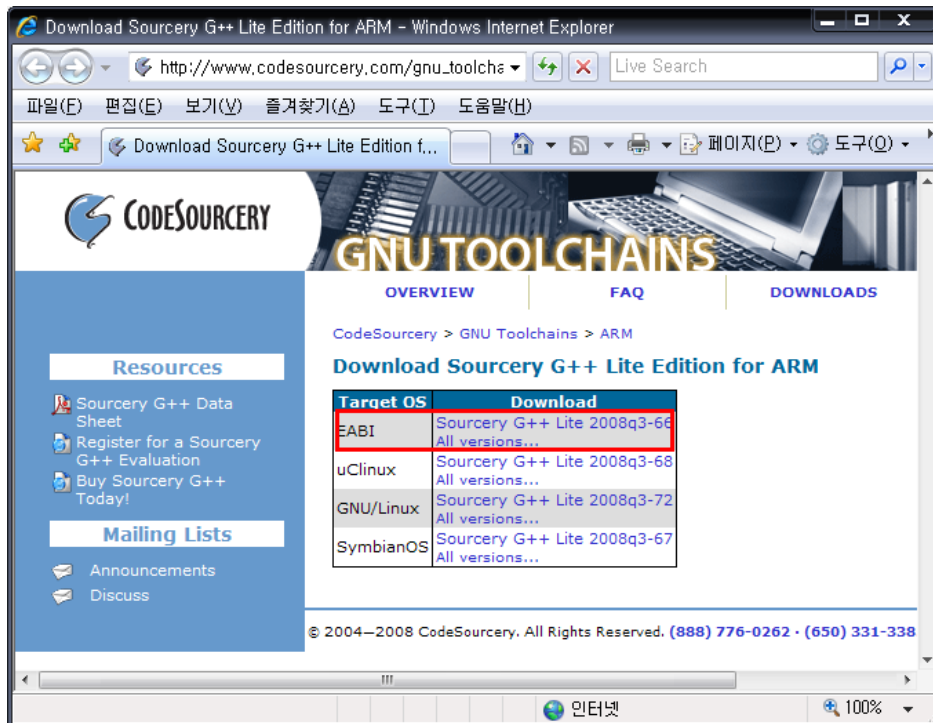 Download Sourcery G++ Lite Edition for ARM - Windows Internet Explorer
http://www.codesourcery.com/gnu_toolcha
Live Search
파일(F) 편집(E) 보기(V) 즐겨찾기(A) 도구(T) 도움말(H)
Download Sourcery G++ Lite Edition f... 페이지(P) 도구(O)
CODESOURCERY
GNU TOOLCHAINS
OVERVIEW FAQ DOWNLOADS
CodeSourcery > GNU Toolchains > ARM
Download Sourcery G++ Lite Edition for ARM
Resources
Sourcery G++ Data
Sheet
Register for a Sourcery
G++ Evaluation
Buy Sourcery G++
Today!
Mailing Lists
Announcements
Discuss
Target OS Download
EABI
Sourcery G++ Lite 2008q3-66
All versions...
uClinux
Sourcery G++ Lite 2008q3-68
All versions...
GNU/Linux
Sourcery G++ Lite 2008q3-72
All versions...
SymbianOS
Sourcery G++ Lite 2008q3-67
All versions...
© 2004—2008 CodeSourcery. All Rights Reserved. (888) 776-0262 · (650) 331-338
인터넷 100%